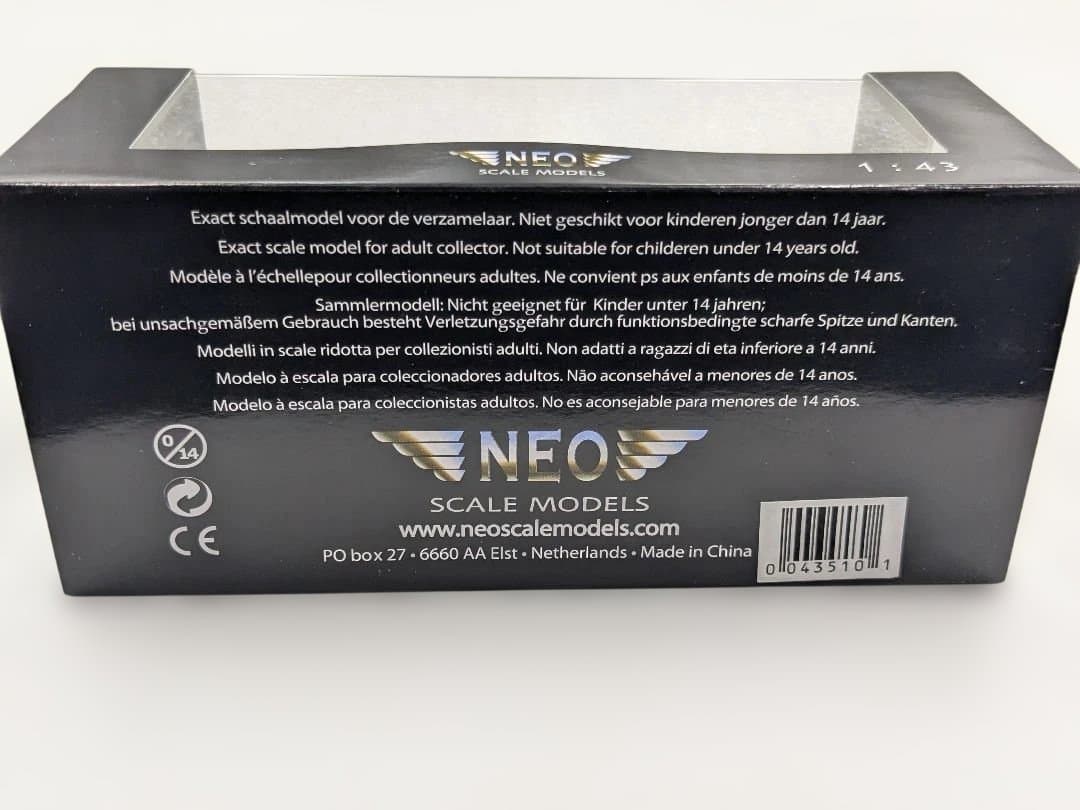 NEO
SCALE MODELS
1 : 43
Exact schaalmodel voor de verzamelaar. Niet geschikt voor kinderen jonger dan 14 jaar.
Exact scale model for adult collector. Not suitable for childeren under 14 years old.
Modèle à l'échellepour collectionneurs adultes. Ne convient ps aux enfants de moins de 14 ans.
Sammlermodell: Nicht geeignet für Kinder unter 14 jahren;
bei unsachgemäßem Gebrauch besteht Verletzungsgefahr durch funktionsbedingte scharfe Spitze und Kanten.
Modelli in scale ridotta per collezionisti adulti. Non adatti a ragazzi di eta inferiore a 14 anni.
Modelo à escala para coleccionadores adultos. Não aconsehável a menores de 14 anos.
Modelo à escala para coleccionistas adultos. No es aconsejable para menores de 14 años.
0/14
CE
NEO
SCALE MODELS
www.neoscalemodels.com
PO box 27 • 6660 AA Elst • Netherlands • Made in China
0 043510 1